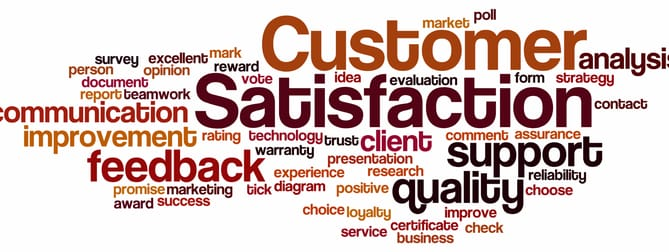 poll
market
Customer
analysis
survey excellent mark
person opinion reward
document vote idea evaluation form strategy
report teamwork
Satisfaction
contact
communication
improvement rating technology trust client comment assurance
warranty support
feedback presentation
experience research reliability
promise marketing tick diagram positive quality choose
award success
choice loyalty improve
service certificate check
business